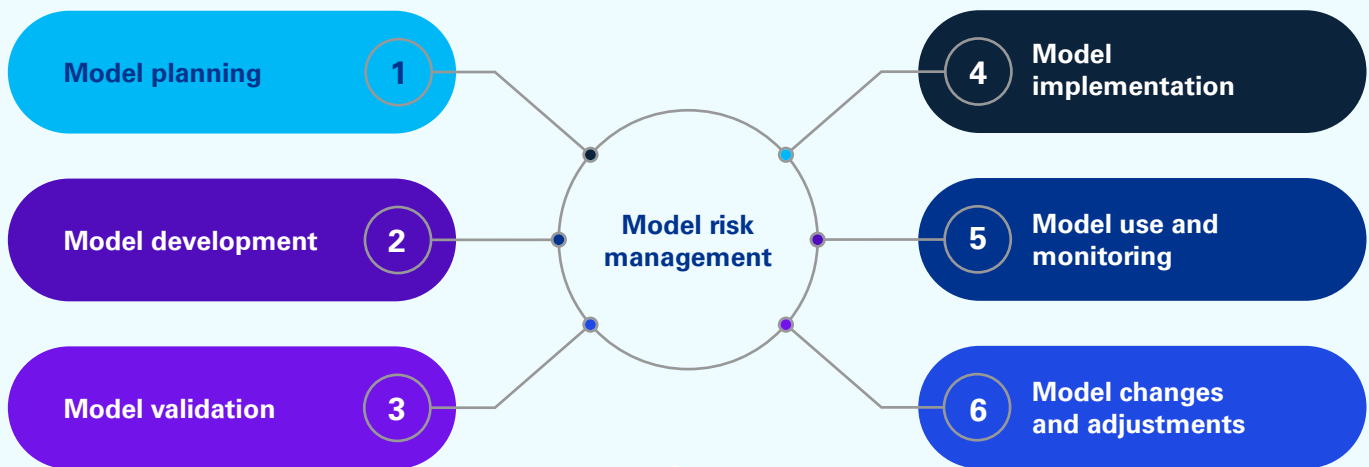 Model planning
1
Model development
2
Model validation
3
Model risk
management
4
Model
implementation
5
Model use and
monitoring
6
Model changes
and adjustments